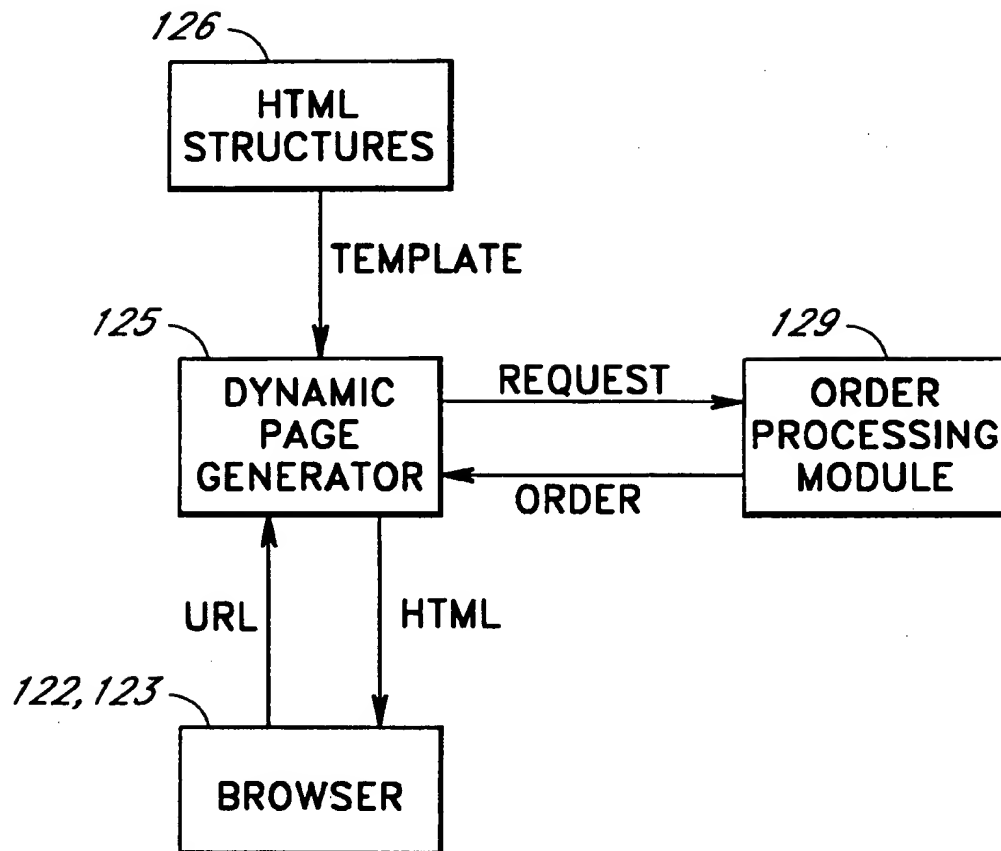 126
HTML
STRUCTURES
TEMPLATE
125
129
DYNAMIC
PAGE
GENERATOR
REQUEST
ORDER
ORDER
PROCESSING
MODULE
URL
HTML
122, 123
BROWSER